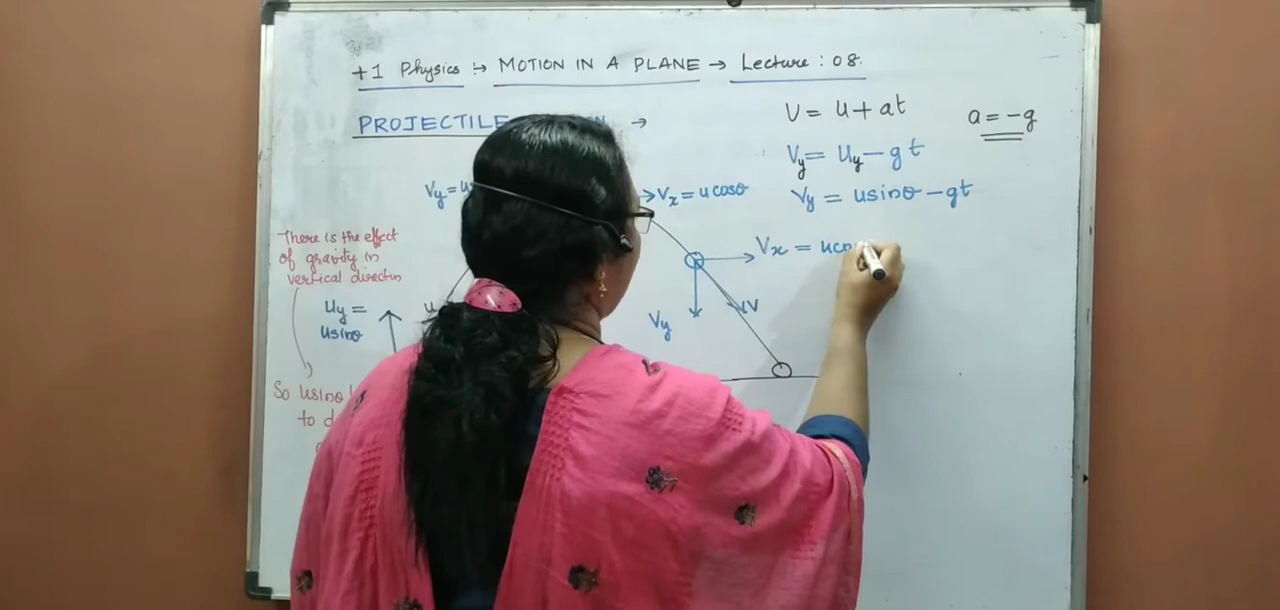 +1 Physics :→ MOTION IN A PLANE → Lecture : 08.
PROJECTILE →
V = u + at
a = -g
Vy = uy - gt
Vy = usinθ - gt
Vy = u
→ Vx = u cosθ
There is the effect
of gravity in
vertical direction
Vx = uco
uy =
usinθ
u
Vy
V
So usinθ
to d